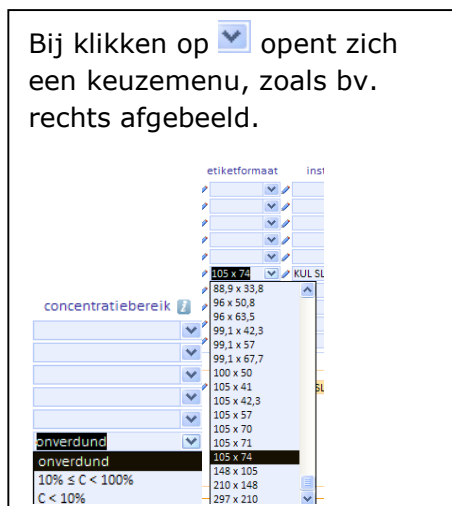 Bij klikken op opent zich
een keuzemenu, zoals bv.
rechts afgebeeld.
etiketformaat inst
105 x 74 KUL SL
88,9 x 33,8
96 x 50,8
96 x 63,5
99,1 x 42,3
99,1 x 57
99,1 x 67,7
100 x 50
105 x 41
105 x 42,3
105 x 57
105 x 70
105 x 71
105 x 74
148 x 105
210 x 148
297 x 210
SL
concentratiebereik
onverdund
onverdund
10% ≤ C < 100%
C < 10%